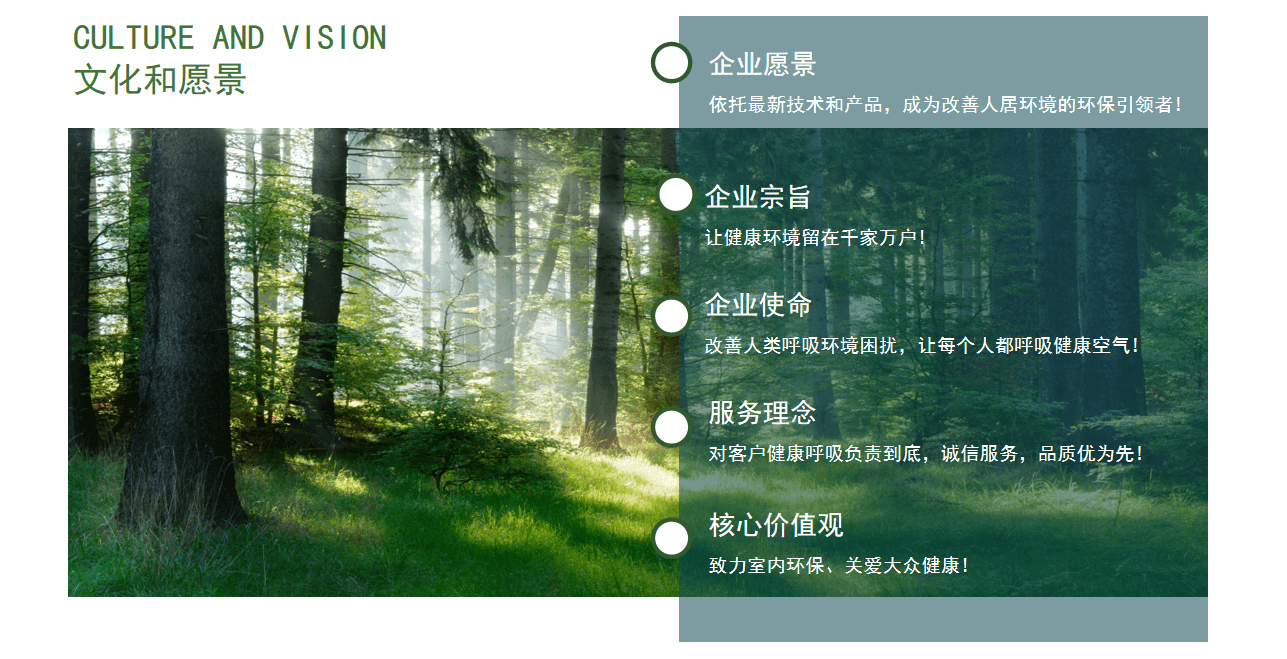 CULTURE AND VISION
文化和愿景
企业愿景
依托最新技术和产品，成为改善人居环境的环保引领者！
企业宗旨
让健康环境留在千家万户！
企业使命
改善人类呼吸环境困扰，让每个人都呼吸健康空气！
服务理念
对客户健康呼吸负责到底，诚信服务，品质优为先！
核心价值观
致力室内环保、关爱大众健康！